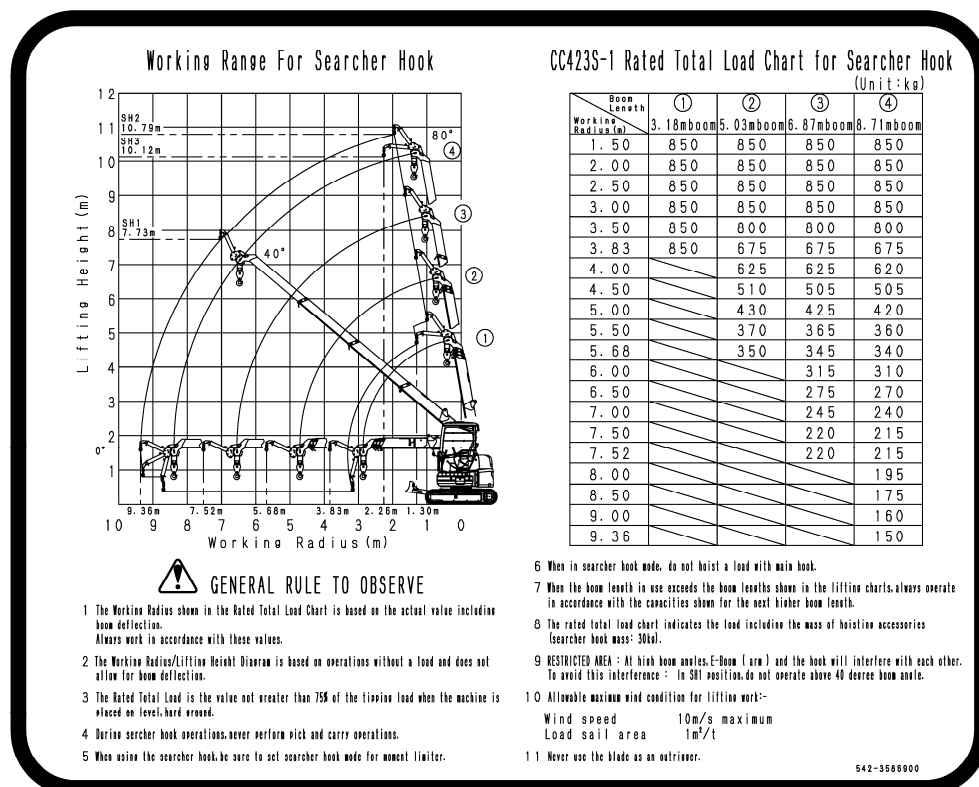 Working Range For Searcher Hook
12
11
10
9
8
7
6
5
4
3
2
1
0°
Lifting Height (m)
SH2
10.79m
SH3
10.12m
SH1
7.73m
80°
40°
④
③
②
①
9.36m 7.52m 5.68m 3.83m 2.26m 1.30m
10 9 8 7 6 5 4 3 2 1 0
Working Radius(m)
CC423S-1 Rated Total Load Chart for Searcher Hook
(Unit:kg)
Boom Length ① ② ③ ④
Working Radius(m) 3.18mboom 5.03mboom 6.87mboom 8.71mboom
1.50 850 850 850 850
2.00 850 850 850 850
2.50 850 850 850 850
3.00 850 850 850 850
3.50 850 800 800 800
3.83 850 675 675 675
4.00 625 625 620
4.50 510 505 505
5.00 430 425 420
5.50 370 365 360
5.68 350 345 340
6.00 315 310
6.50 275 270
7.00 245 240
7.50 220 215
7.52 220 215
8.00 195
8.50 175
9.00 160
9.36 150
GENERAL RULE TO OBSERVE
1 The Working Radius shown in the Rated Total Load Chart is based on the actual value including
boom deflection.
Always work in accordance with these values.
2 The Working Radius/Lifting Height Diagram is based on operations without a load and does not
allow for boom deflection.
3 The Rated Total Load is the value not greater than 75% of the tipping load when the machine is
placed on level,hard ground.
4 During sercher hook operations,never perform pick and carry operations.
5 When using the searcher hook,be sure to set searcher hook mode for moment limiter.
6 When in searcher hook mode, do not hoist a load with main hook.
7 When the boom length in use exceeds the boom lengths shown in the lifting charts,always operate
in accordance with the capacities shown for the next higher boom length.
8 The rated total load chart indicates the load including the mass of hoisting accessories
(searcher hook mass: 30kg).
9 RESTRICTED AREA : At high boom angles,E-Boom ( arm ) and the hook will interfere with each other.
To avoid this interference : In SH1 position,do not operate above 40 degree boom angle.
10 Allowable maximum wind condition for lifting work:-
Wind speed 10m/s maximum
Load sail area 1m²/t
11 Never use the blade as an outrigger.
542-3586900